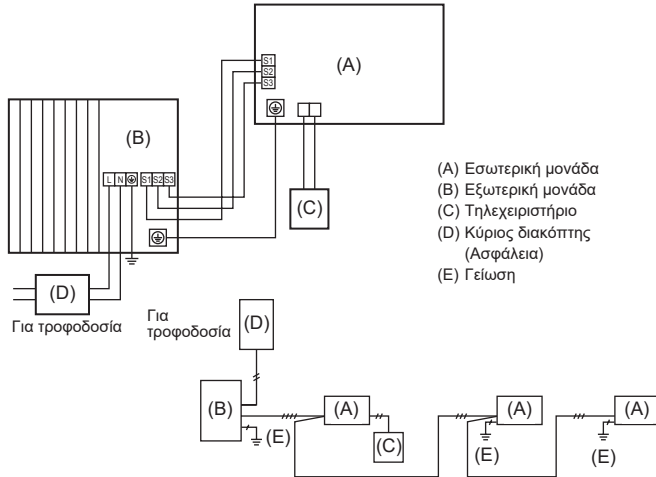 (A)
S1
S2
S3
(B)
L N S1 S2 S3
(C)
(D)
Για τροφοδοσία
(A) Εσωτερική μονάδα
(B) Εξωτερική μονάδα
(C) Τηλεχειριστήριο
(D) Κύριος διακόπτης
(Ασφάλεια)
(E) Γείωση
Για
τροφοδοσία
(D)
(B)
(E)
(A)
(C)
(A)
(E)
(A)
(E)